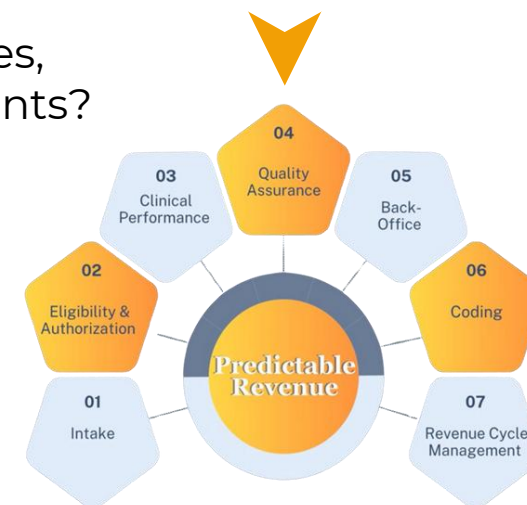 es,
nts?
04
Quality
Assurance
03
Clinical
Performance
05
Back-
Office
02
Eligibility &
Authorization
06
Coding
Predictable
Revenue
01
Intake
07
Revenue Cycle
Management